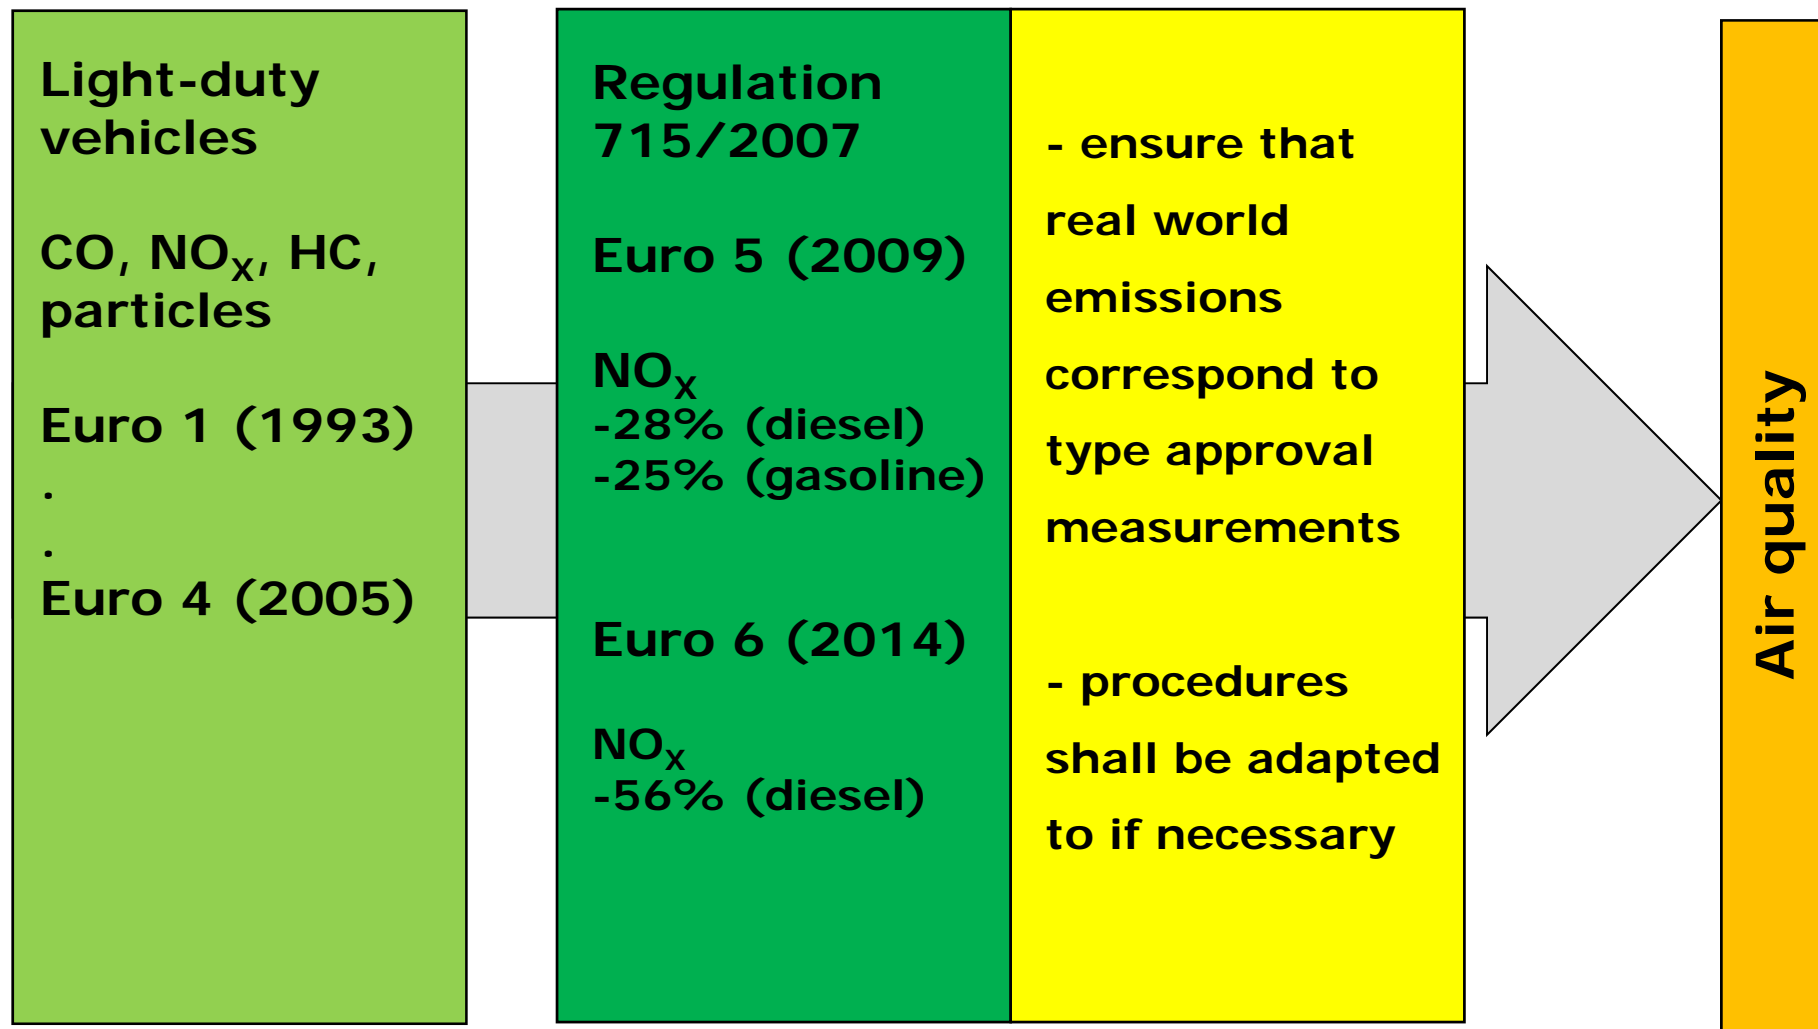 Light-duty
vehicles
CO, NOX, HC,
particles
Euro 1 (1993)
.
.
Euro 4 (2005)
Regulation
715/2007
Euro 5 (2009)
NOX
-28% (diesel)
-25% (gasoline)
Euro 6 (2014)
NOX
-56% (diesel)
- ensure that
real world
emissions
correspond to
type approval
measurements
- procedures
shall be adapted
to if necessary
Air quality